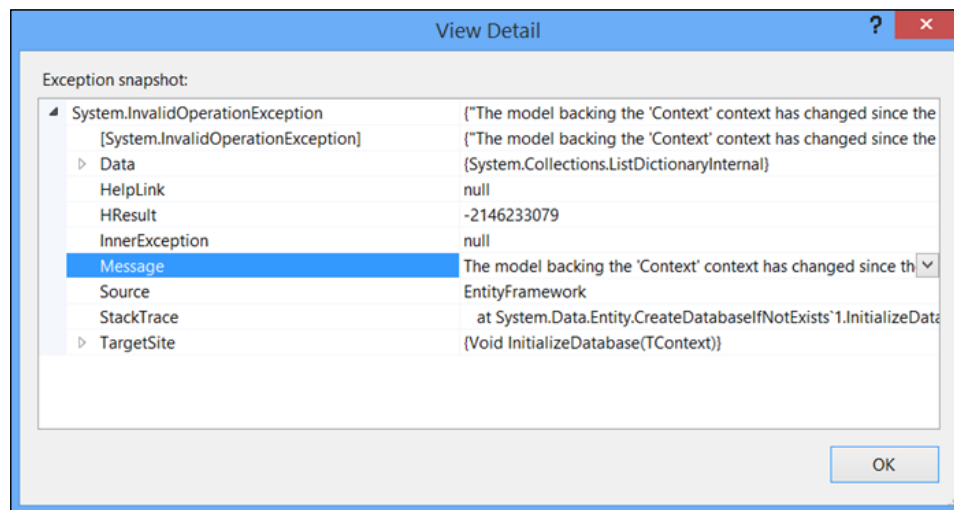 View Detail
?
×
Exception snapshot:
System.InvalidOperationException {"The model backing the 'Context' context has changed since the
[System.InvalidOperationException] {"The model backing the 'Context' context has changed since the
Data {System.Collections.ListDictionaryInternal}
HelpLink null
HResult -2146233079
InnerException null
Message The model backing the 'Context' context has changed since th
Source EntityFramework
StackTrace at System.Data.Entity.CreateDatabaseIfNotExists`1.InitializeData
TargetSite {Void InitializeDatabase(TContext)}
OK